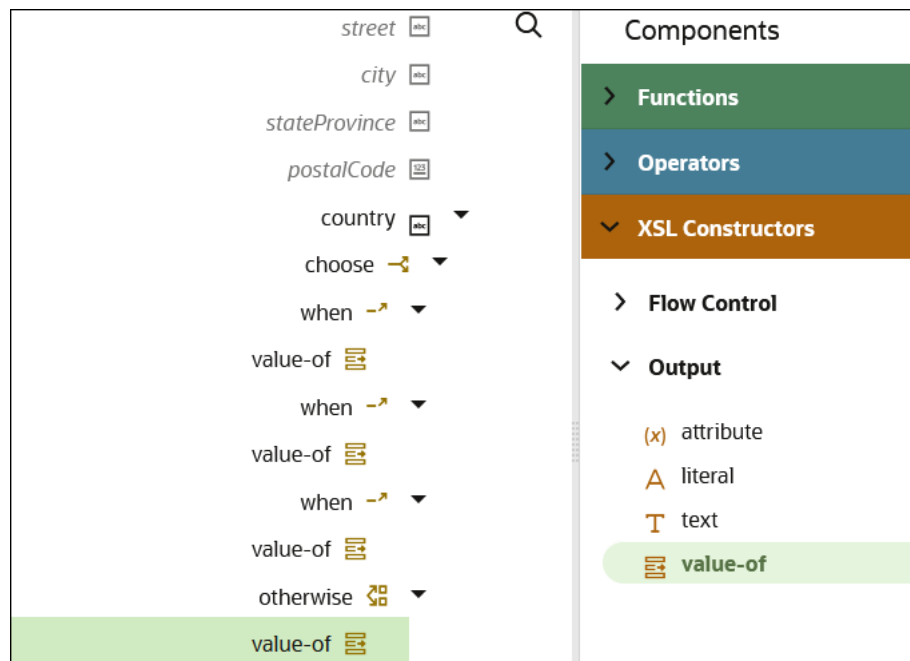 street
city
stateProvince
postalCode
country
choose
when
value-of
when
value-of
when
value-of
otherwise
value-of
Components
Functions
Operators
XSL Constructors
Flow Control
Output
(x) attribute
A literal
T text
value-of